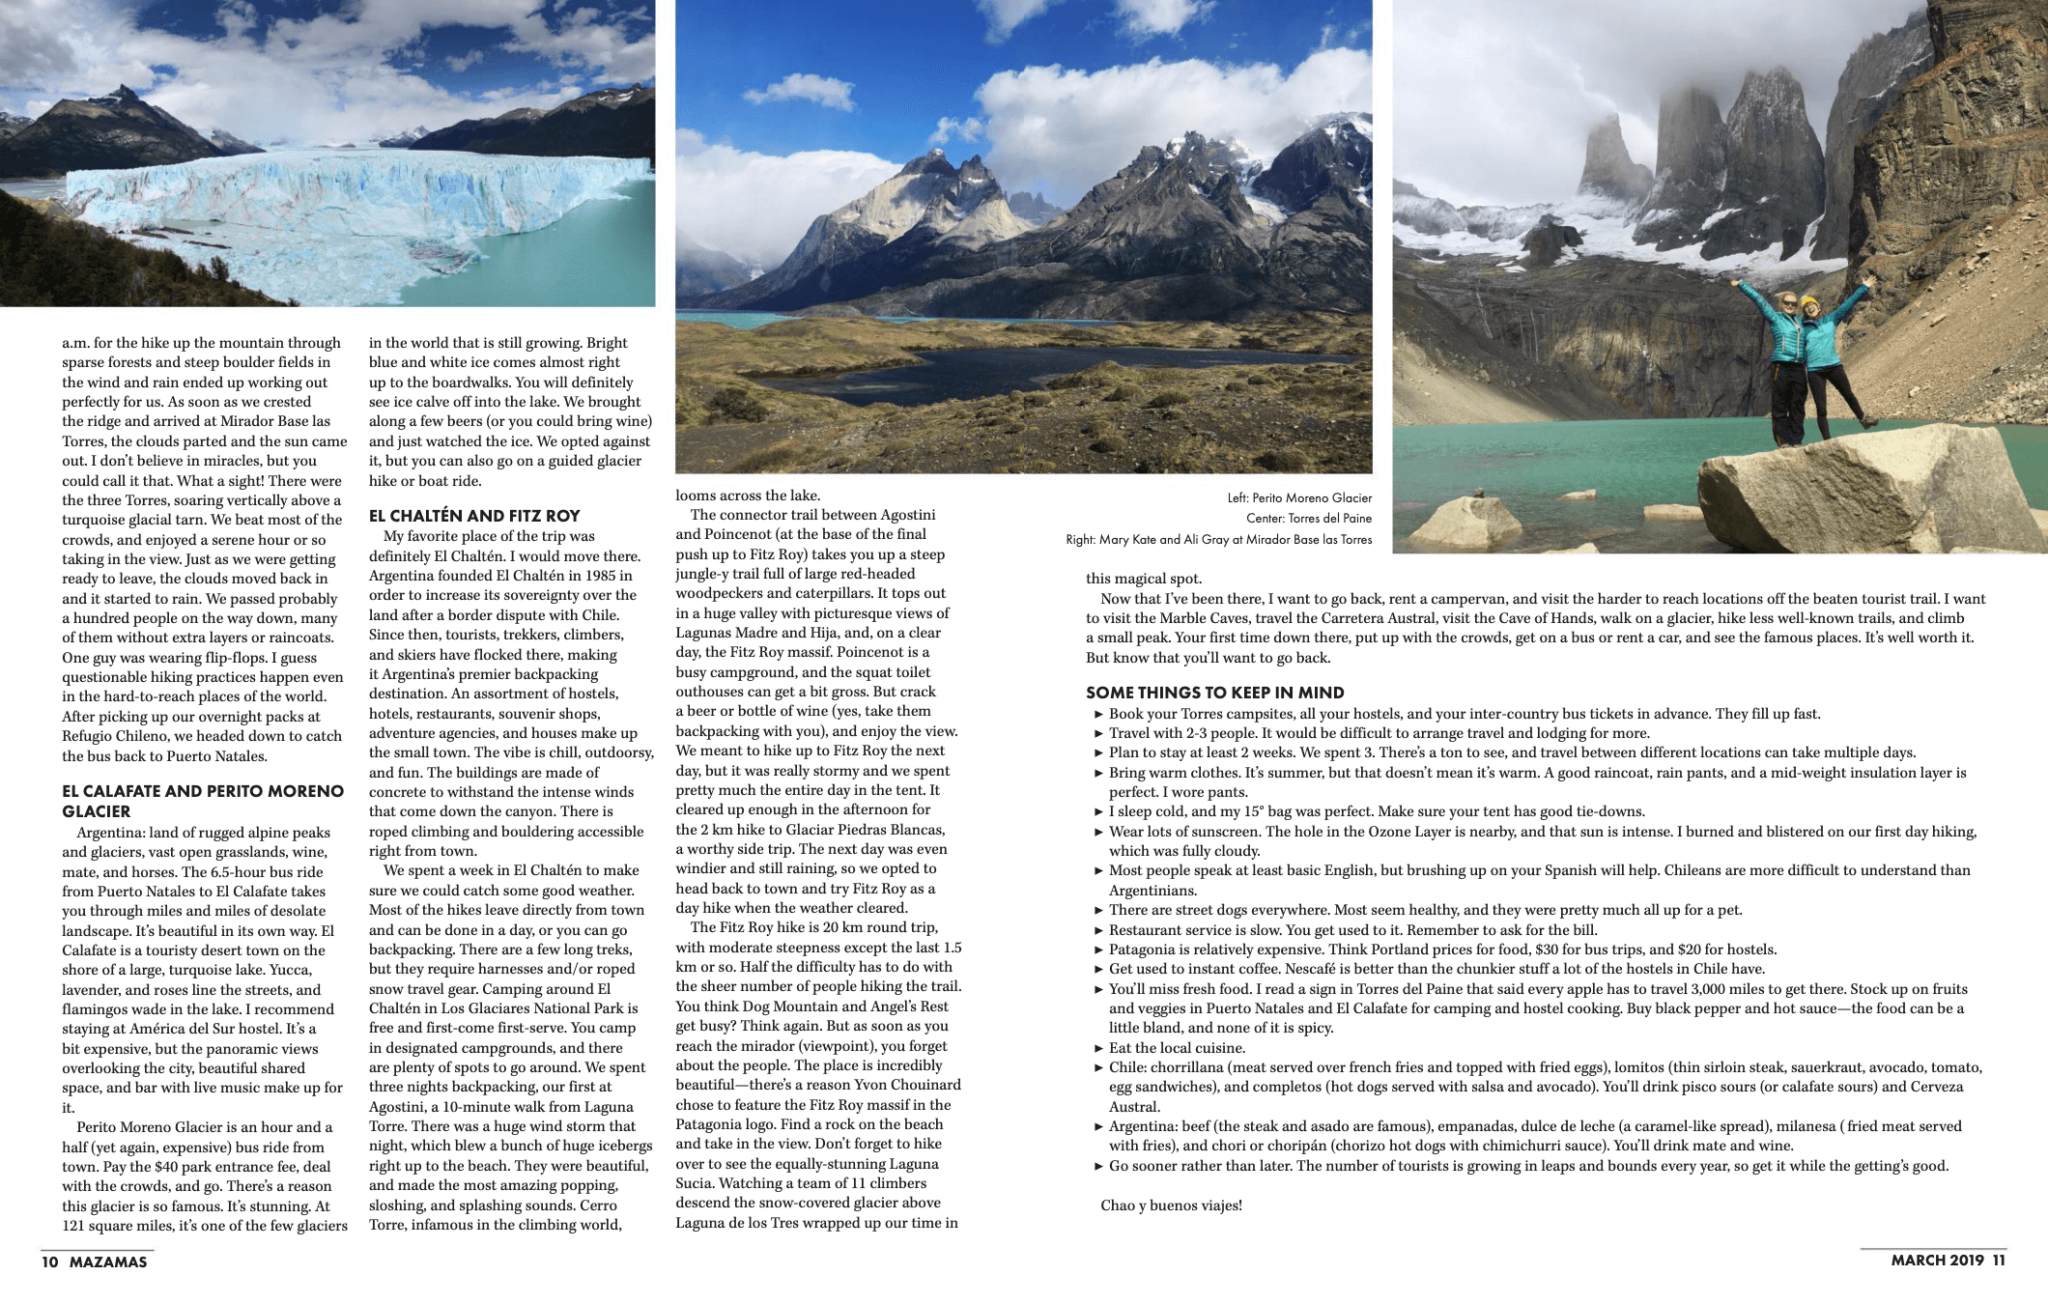 a.m. for the hike up the mountain through
sparse forests and steep boulder fields in
the wind and rain ended up working out
perfectly for us. As soon as we crested
the ridge and arrived at Mirador Base las
Torres, the clouds parted and the sun came
out. I don't believe in miracles, but you
could call it that. What a sight! There were
the three Torres, soaring vertically above a
turquoise glacial tarn. We beat most of the
crowds, and enjoyed a serene hour or so
taking in the view. Just as we were getting
ready to leave, the clouds moved back in
and it started to rain. We passed probably
a hundred people on the way down, many
of them without extra layers or raincoats.
One guy was wearing flip-flops. I guess
questionable hiking practices happen even
in the hard-to-reach places of the world.
After picking up our overnight packs at
Refugio Chileno, we headed down to catch
the bus back to Puerto Natales.
EL CALAFATE AND PERITO MORENO
GLACIER
Argentina: land of rugged alpine peaks
and glaciers, vast open grasslands, wine,
mate, and horses. The 6.5-hour bus ride
from Puerto Natales to El Calafate takes
you through miles and miles of desolate
landscape. It's beautiful in its own way. El
Calafate is a touristy desert town on the
shore of a large, turquoise lake. Yucca,
lavender, and roses line the streets, and
flamingos wade in the lake. I recommend
staying at América del Sur hostel. It's a
bit expensive, but the panoramic views
overlooking the city, beautiful shared
space, and bar with live music make up for
it.
Perito Moreno Glacier is an hour and a
half (yet again, expensive) bus ride from
town. Pay the $40 park entrance fee, deal
with the crowds, and go. There's a reason
this glacier is so famous. It's stunning. At
121 square miles, it's one of the few glaciers
in the world that is still growing. Bright
blue and white ice comes almost right
up to the boardwalks. You will definitely
see ice calve off into the lake. We brought
along a few beers (or you could bring wine)
and just watched the ice. We opted against
it, but you can also go on a guided glacier
hike or boat ride.
EL CHALTÉN AND FITZ ROY
My favorite place of the trip was
definitely El Chaltén. I would move there.
Argentina founded El Chaltén in 1985 in
order to increase its sovereignty over the
land after a border dispute with Chile.
Since then, tourists, trekkers, climbers,
and skiers have flocked there, making
it Argentina's premier backpacking
destination. An assortment of hostels,
hotels, restaurants, souvenir shops,
adventure agencies, and houses make up
the small town. The vibe is chill, outdoorsy,
and fun. The buildings are made of
concrete to withstand the intense winds
that come down the canyon. There is
roped climbing and bouldering accessible
right from town.
We spent a week in El Chaltén to make
sure we could catch some good weather.
Most of the hikes leave directly from town
and can be done in a day, or you can go
backpacking. There are a few long treks,
but they require harnesses and/or roped
snow travel gear. Camping around El
Chaltén in Los Glaciares National Park is
free and first-come first-serve. You camp
in designated campgrounds, and there
are plenty of spots to go around. We spent
three nights backpacking, our first at
Agostini, a 10-minute walk from Laguna
Torre. There was a huge wind storm that
night, which blew a bunch of huge icebergs
right up to the beach. They were beautiful,
and made the most amazing popping,
sloshing, and splashing sounds. Cerro
Torre, infamous in the climbing world,
looms across the lake.
The connector trail between Agostini
and Poincenot (at the base of the final
push up to Fitz Roy) takes you up a steep
jungle-y trail full of large red-headed
woodpeckers and caterpillars. It tops out
in a huge valley with picturesque views of
Lagunas Madre and Hija, and, on a clear
day, the Fitz Roy massif. Poincenot is a
busy campground, and the squat toilet
outhouses can get a bit gross. But crack
a beer or bottle of wine (yes, take them
backpacking with you), and enjoy the view.
We meant to hike up to Fitz Roy the next
day, but it was really stormy and we spent
pretty much the entire day in the tent. It
cleared up enough in the afternoon for
the 2 km hike to Glaciar Piedras Blancas,
a worthy side trip. The next day was even
windier and still raining, so we opted to
head back to town and try Fitz Roy as a
day hike when the weather cleared.
The Fitz Roy hike is 20 km round trip,
with moderate steepness except the last 1.5
km or so. Half the difficulty has to do with
the sheer number of people hiking the trail.
You think Dog Mountain and Angel's Rest
get busy? Think again. But as soon as you
reach the mirador (viewpoint), you forget
about the people. The place is incredibly
beautiful—there's a reason Yvon Chouinard
chose to feature the Fitz Roy massif in the
Patagonia logo. Find a rock on the beach
and take in the view. Don't forget to hike
over to see the equally-stunning Laguna
Sucia. Watching a team of 11 climbers
descend the snow-covered glacier above
Laguna de los Tres wrapped up our time in
Left: Perito Moreno Glacier
Center: Torres del Paine
Right: Mary Kate and Ali Gray at Mirador Base las Torres
this magical spot.
Now that I've been there, I want to go back, rent a campervan, and visit the harder to reach locations off the beaten tourist trail. I want
to visit the Marble Caves, travel the Carretera Austral, visit the Cave of Hands, walk on a glacier, hike less well-known trails, and climb
a small peak. Your first time down there, put up with the crowds, get on a bus or rent a car, and see the famous places. It's well worth it.
But know that you'll want to go back.
SOME THINGS TO KEEP IN MIND
► Book your Torres campsites, all your hostels, and your inter-country bus tickets in advance. They fill up fast.
► Travel with 2-3 people. It would be difficult to arrange travel and lodging for more.
► Plan to stay at least 2 weeks. We spent 3. There's a ton to see, and travel between different locations can take multiple days.
► Bring warm clothes. It's summer, but that doesn't mean it's warm. A good raincoat, rain pants, and a mid-weight insulation layer is
perfect. I wore pants.
► I sleep cold, and my 15° bag was perfect. Make sure your tent has good tie-downs.
► Wear lots of sunscreen. The hole in the Ozone Layer is nearby, and that sun is intense. I burned and blistered on our first day hiking,
which was fully cloudy.
► Most people speak at least basic English, but brushing up on your Spanish will help. Chileans are more difficult to understand than
Argentinians.
► There are street dogs everywhere. Most seem healthy, and they were pretty much all up for a pet.
► Restaurant service is slow. You get used to it. Remember to ask for the bill.
► Patagonia is relatively expensive. Think Portland prices for food, $30 for bus trips, and $20 for hostels.
► Get used to instant coffee. Nescafé is better than the chunkier stuff a lot of the hostels in Chile have.
► You'll miss fresh food. I read a sign in Torres del Paine that said every apple has to travel 3,000 miles to get there. Stock up on fruits
and veggies in Puerto Natales and El Calafate for camping and hostel cooking. Buy black pepper and hot sauce—the food can be a
little bland, and none of it is spicy.
► Eat the local cuisine.
► Chile: chorrillana (meat served over french fries and topped with fried eggs), lomitos (thin sirloin steak, sauerkraut, avocado, tomato,
egg sandwiches), and completos (hot dogs served with salsa and avocado). You'll drink pisco sours (or calafate sours) and Cerveza
Austral.
► Argentina: beef (the steak and asado are famous), empanadas, dulce de leche (a caramel-like spread), milanesa ( fried meat served
with fries), and chori or choripán (chorizo hot dogs with chimichurri sauce). You'll drink mate and wine.
► Go sooner rather than later. The number of tourists is growing in leaps and bounds every year, so get it while the getting's good.
Chao y buenos viajes!
10 MAZAMAS
MARCH 2019 11